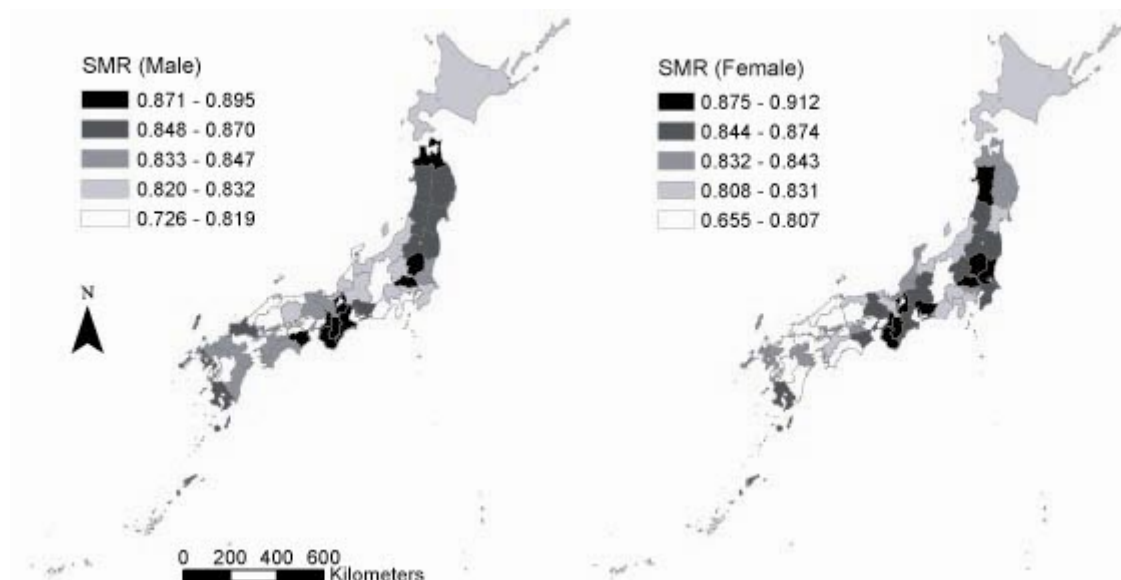 SMR (Male)
0.871 - 0.895
0.848 - 0.870
0.833 - 0.847
0.820 - 0.832
0.726 - 0.819
N
0 200 400 600
Kilometers
SMR (Female)
0.875 - 0.912
0.844 - 0.874
0.832 - 0.843
0.808 - 0.831
0.655 - 0.807